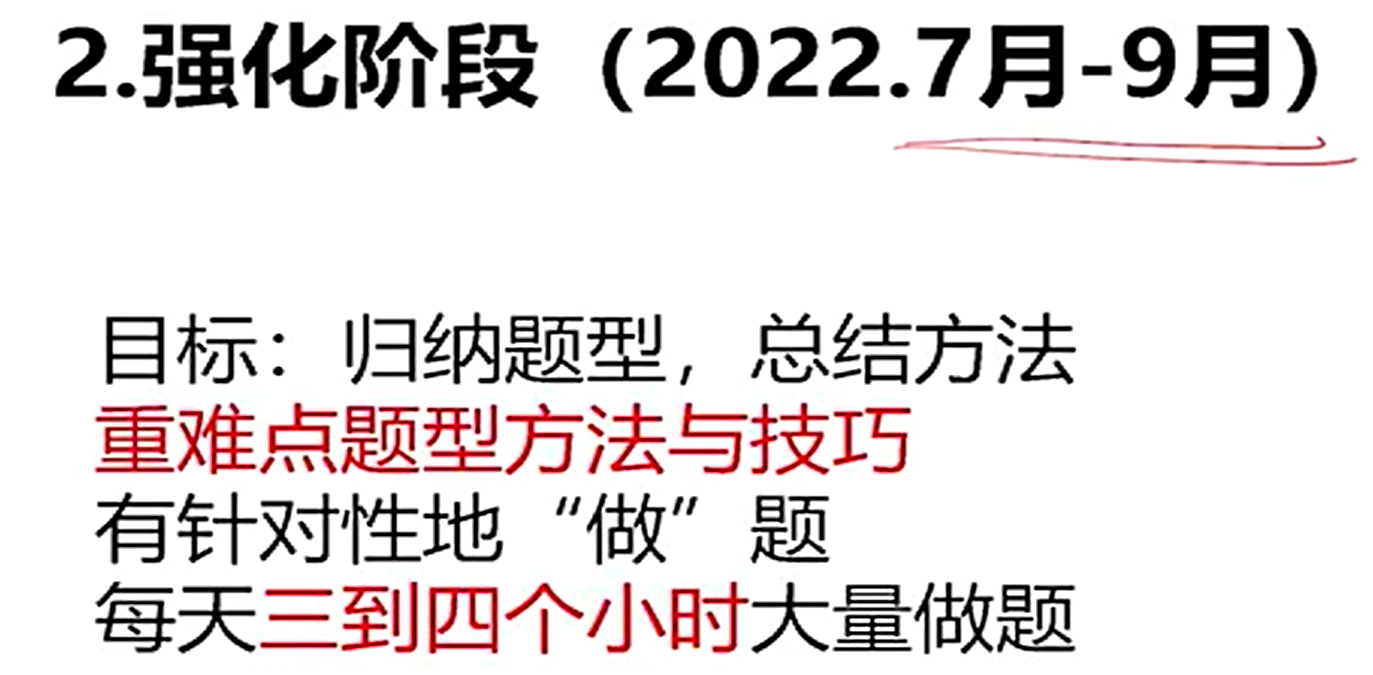 2.强化阶段（2022.7月-9月）
目标：归纳题型，总结方法
重难点题型方法与技巧
有针对性地“做”题
每天三到四个小时大量做题